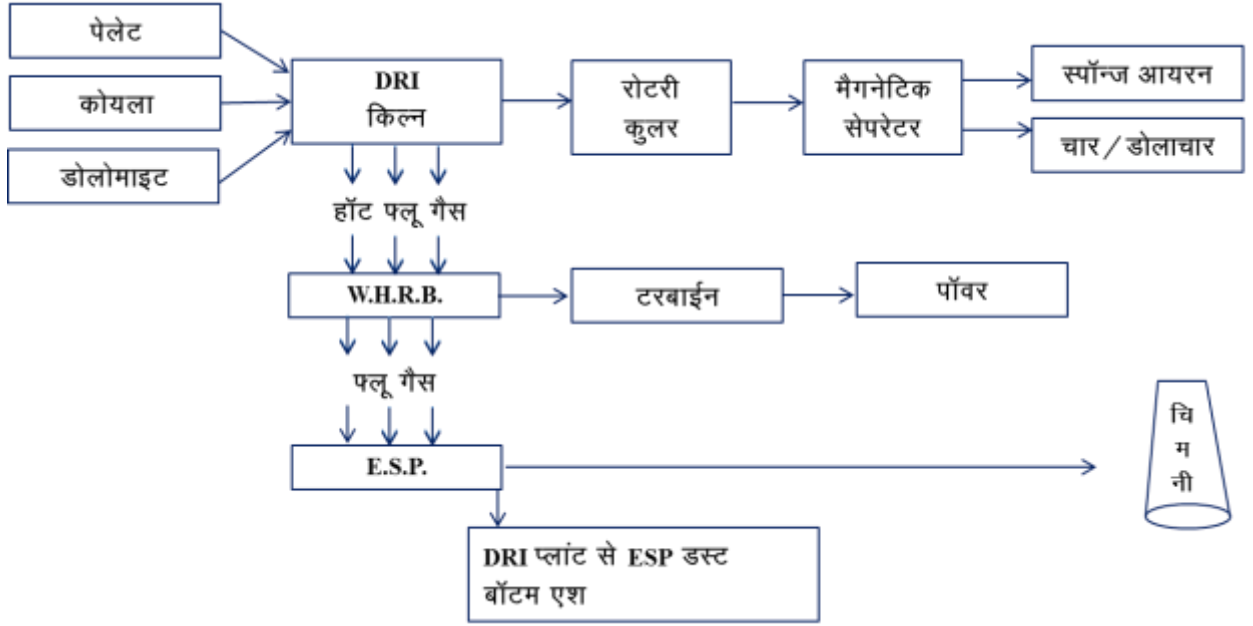 पेलेट
कोयला
डोलोमाइट
DRI
किल्न
रोटरी
कुलर
मैगनेटिक
सेपरेटर
स्पॉन्ज आयरन
चार/डोलाचार
हॉट फ्लू गैस
W.H.R.B.
टरबाईन
पॉवर
फ्लू गैस
E.S.P.
चि
म
नी
DRI प्लांट से ESP डस्ट
बॉटम एश